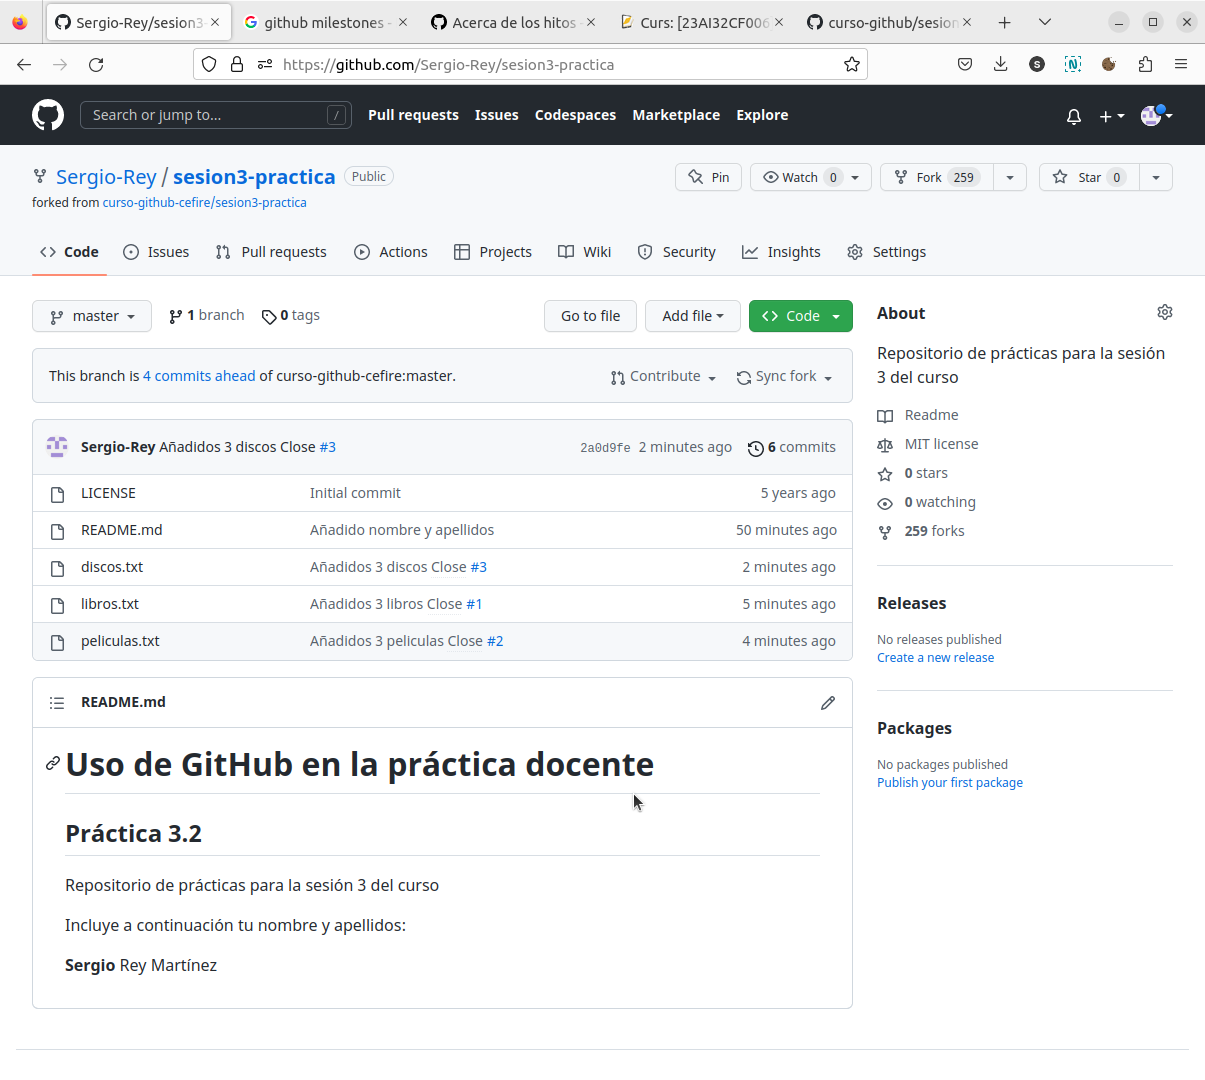 Sergio-Rey/sesion3-
github milestones -
Acerca de los hitos -
Curs: [23AI32CF006
curso-github/sesion
https://github.com/Sergio-Rey/sesion3-practica
Search or jump to... /
Pull requests Issues Codespaces Marketplace Explore
Sergio-Rey / sesion3-practica Public
Pin Watch 0 Fork 259 Star 0
forked from curso-github-cefire/sesion3-practica
Code Issues Pull requests Actions Projects Wiki Security Insights Settings
master 1 branch 0 tags Go to file Add file Code
This branch is 4 commits ahead of curso-github-cefire:master. Contribute Sync fork
Sergio-Rey Añadidos 3 discos Close #3 2a0d9fe 2 minutes ago 6 commits
LICENSE Initial commit 5 years ago
README.md Añadido nombre y apellidos 50 minutes ago
discos.txt Añadidos 3 discos Close #3 2 minutes ago
libros.txt Añadidos 3 libros Close #1 5 minutes ago
peliculas.txt Añadidos 3 peliculas Close #2 4 minutes ago
README.md
Uso de GitHub en la práctica docente
Práctica 3.2
Repositorio de prácticas para la sesión 3 del curso
Incluye a continuación tu nombre y apellidos:
Sergio Rey Martínez
About
Repositorio de prácticas para la sesión
3 del curso
Readme
MIT license
0 stars
0 watching
259 forks
Releases
No releases published
Create a new release
Packages
No packages published
Publish your first package